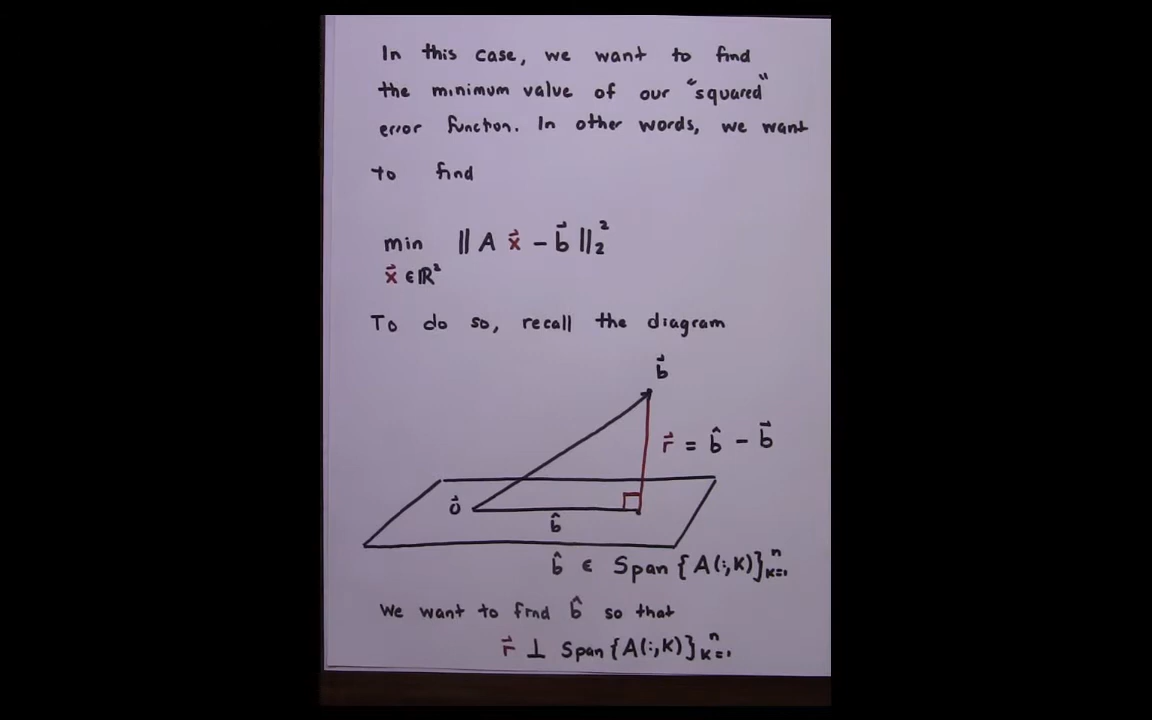 In this case, we want to find
the minimum value of our "squared"
error functon. In other words, we want
to find
min ‖ A x⃗ − b⃗ ‖₂²
x⃗ ∈ ℝ²
To do so, recall the diagram
b⃗
r⃗ = b̂ − b⃗
0⃗
b̂
b̂ ∈ Span {A(:,K)}ⁿₖ₌₁
We want to find b̂ so that
r⃗ ⊥ Span {A(:,K)}ⁿₖ₌₁